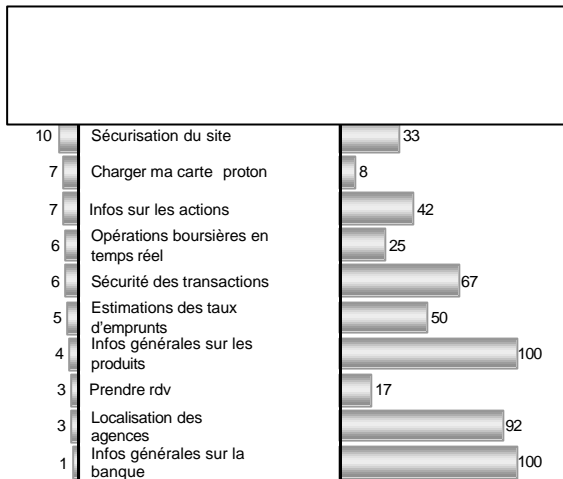 10 Sécurisation du site 33
7 Charger ma carte proton 8
7 Infos sur les actions 42
6 Opérations boursières en
temps réel 25
6 Sécurité des transactions 67
5 Estimations des taux
d'emprunts 50
4 Infos générales sur les
produits 100
3 Prendre rdv 17
3 Localisation des
agences 92
1 Infos générales sur la
banque 100